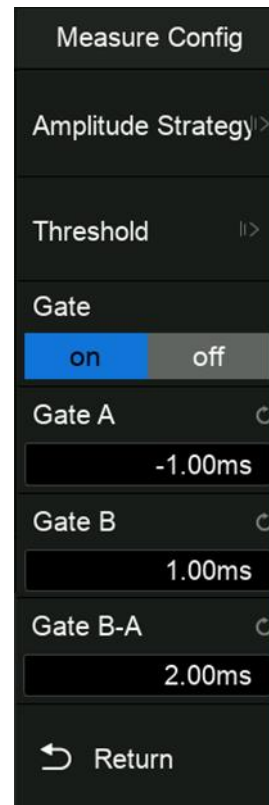 Measure Config
Amplitude Strategy
Threshold
Gate
on off
Gate A
-1.00ms
Gate B
1.00ms
Gate B-A
2.00ms
Return